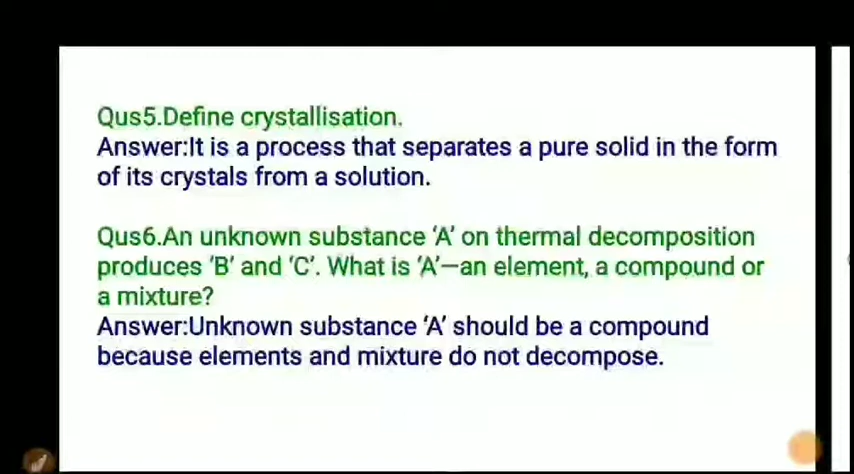 Qus5.Define crystallisation.
Answer:It is a process that separates a pure solid in the form
of its crystals from a solution.
Qus6.An unknown substance ‘A’ on thermal decomposition
produces ‘B’ and ‘C’. What is ‘A’—an element, a compound or
a mixture?
Answer:Unknown substance ‘A’ should be a compound
because elements and mixture do not decompose.